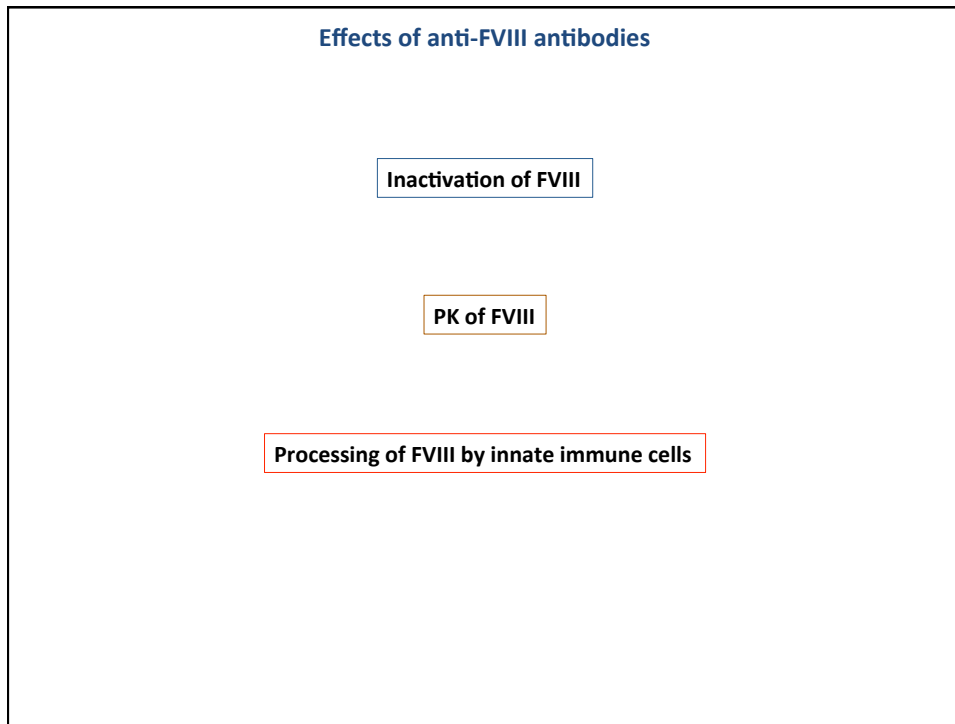 Effects of anti-FVIII antibodies
Inactivation of FVIII
PK of FVIII
Processing of FVIII by innate immune cells